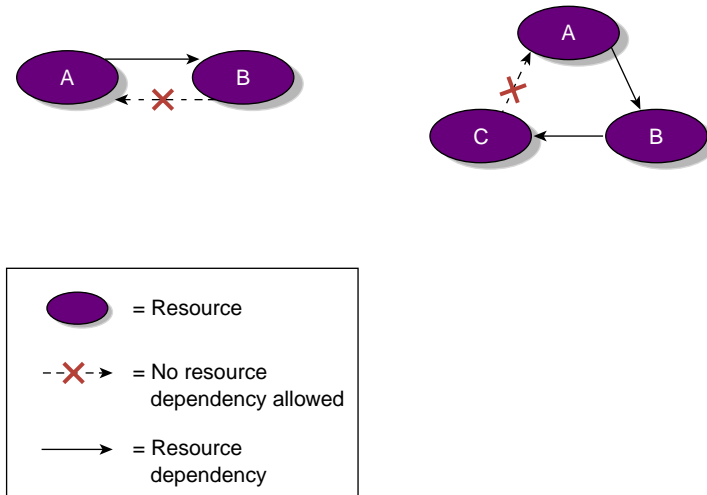 A
B
A
C
B
= Resource
= No resource
dependency allowed
= Resource
dependency